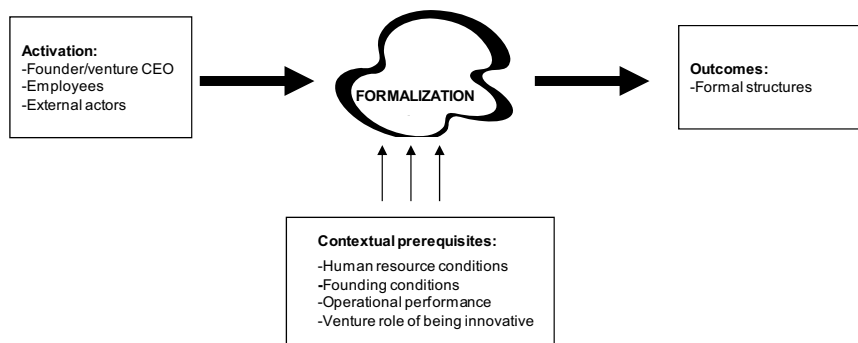 Activation:
-Founder/venture CEO
-Employees
-External actors
FORMALIZATION
Outcomes:
-Formal structures
Contextual prerequisites:
-Human resource conditions
-Founding conditions
-Operational performance
-Venture role of being innovative